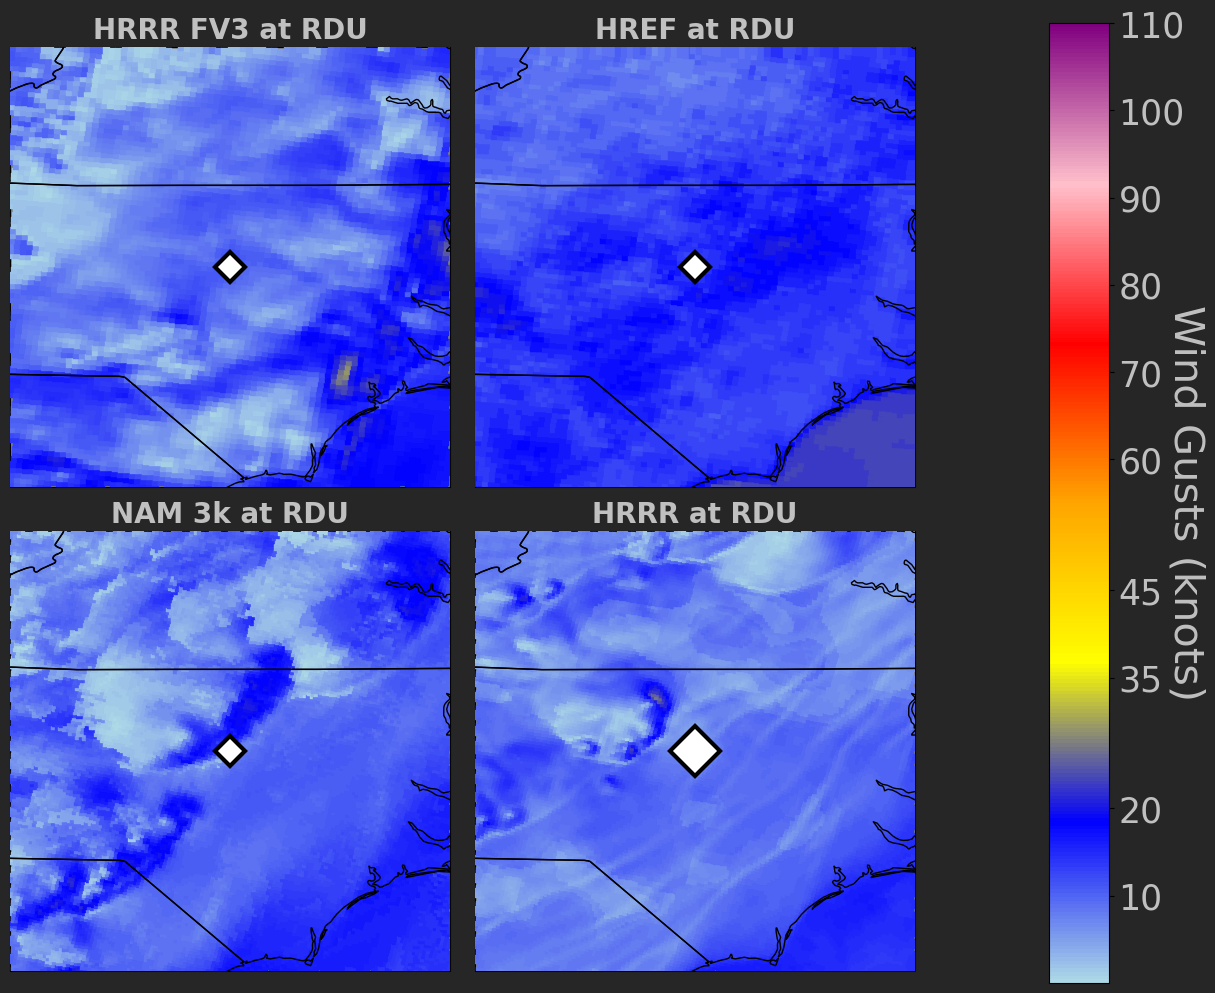 HRRR FV3 at RDU
HREF at RDU
NAM 3k at RDU
HRRR at RDU
110
100
90
80
70
60
45
35
20
10
Wind Gusts (knots)